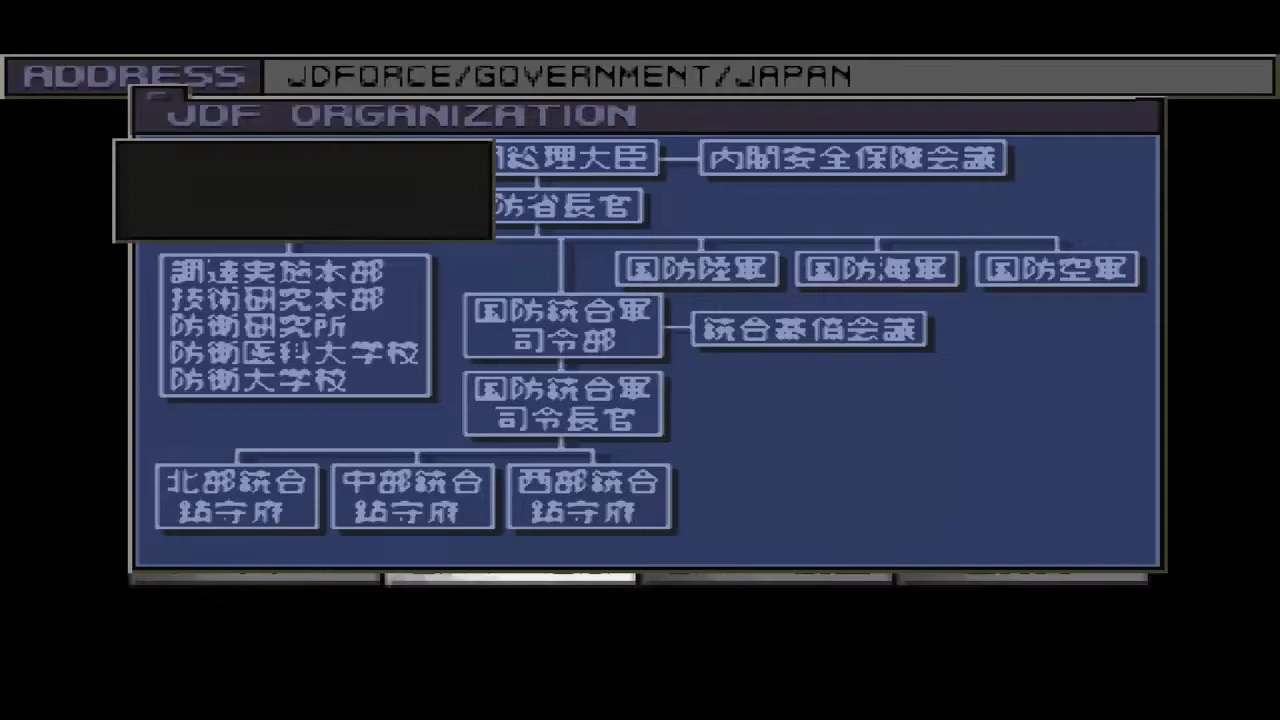 ADDRESS JDFORCE/GOVERNMENT/JAPAN
JDF ORGANIZATION
総理大臣
内閣安全保障会議
防省長官
国防陸軍
国防海軍
国防空軍
調達実施本部
技術研究本部
防衛研究所
防衛医科大学校
防衛大学校
国防統合軍
司令部
統合幕僚会議
国防統合軍
司令長官
北部統合
鎮守府
中部統合
鎮守府
西部統合
鎮守府